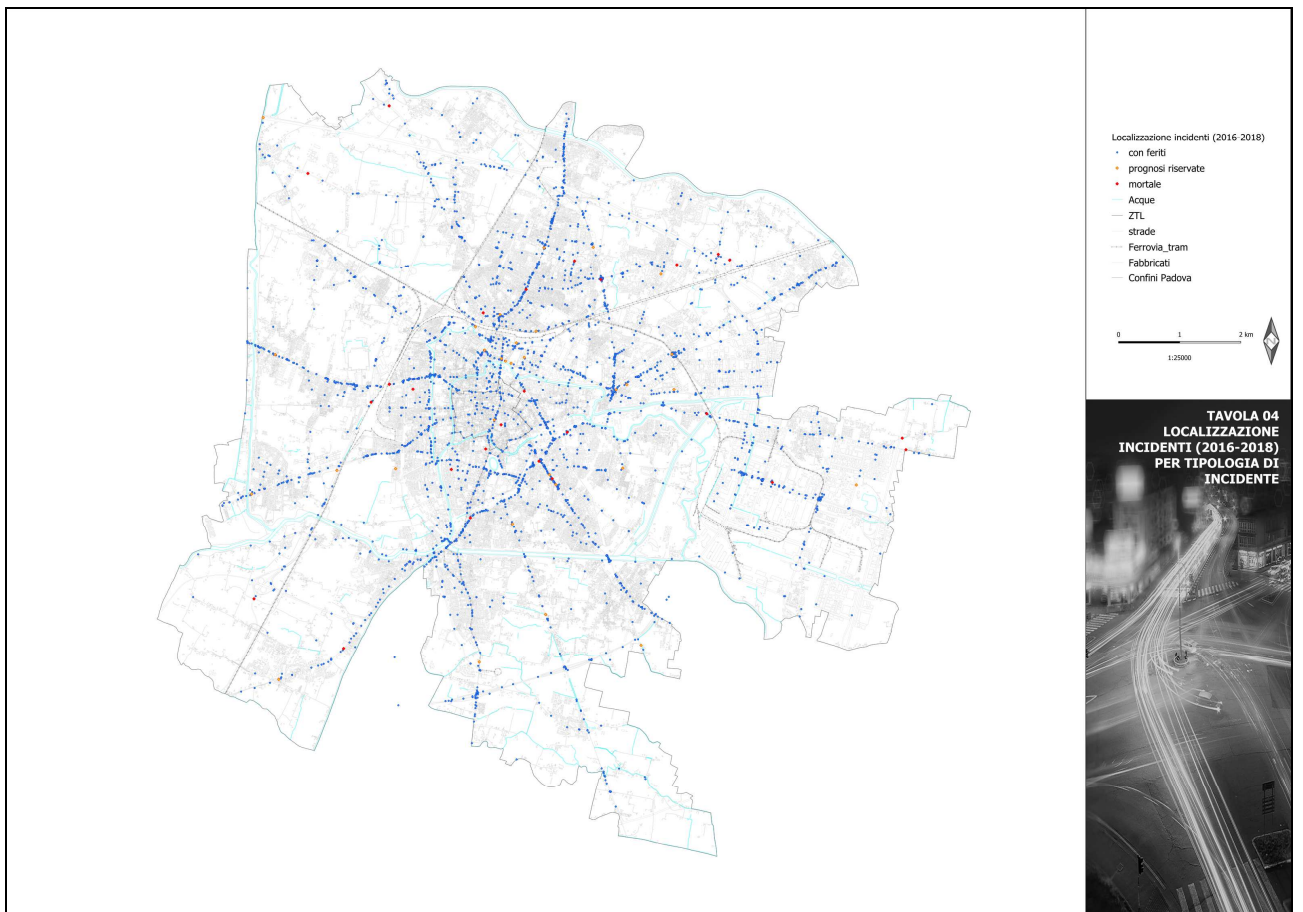 Localizzazione incidenti (2016-2018)
con feriti
prognosi riservate
mortale
Acque
ZTL
strade
Ferrovia_tram
Fabbricati
Confini Padova
0 1 2 km
1:25000
TAVOLA 04
LOCALIZZAZIONE
INCIDENTI (2016-2018)
PER TIPOLOGIA DI
INCIDENTE